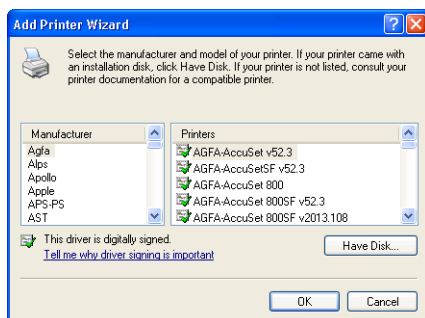 Add Printer Wizard
Select the manufacturer and model of your printer. If your printer came with
an installation disk, click Have Disk. If your printer is not listed, consult your
printer documentation for a compatible printer.
Manufacturer
Agfa
Alps
Apollo
Apple
APS-PS
AST
Printers
AGFA-AccuSet v52.3
AGFA-AccuSetSF v52.3
AGFA-AccuSet 800
AGFA-AccuSet 800SF v52.3
AGFA-AccuSet 800SF v2013.108
This driver is digitally signed.
Tell me why driver signing is important
Have Disk...
OK
Cancel